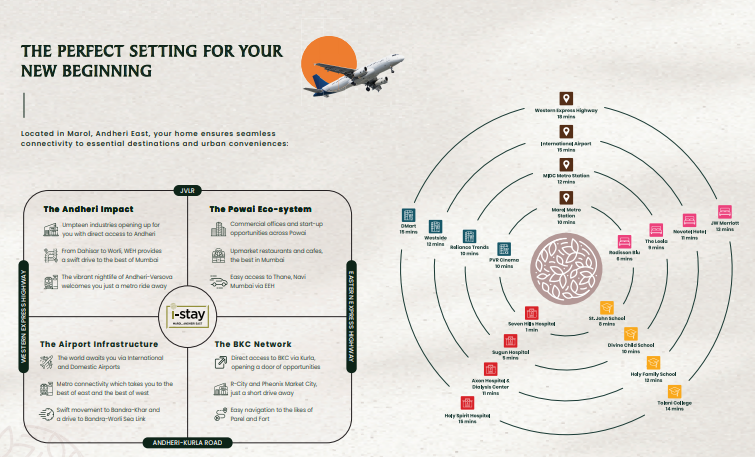 THE PERFECT SETTING FOR YOUR
NEW BEGINNING
Located in Marol, Andheri East, your home ensures seamless
connectivity to essential destinations and urban conveniences:
JVLR
WESTERN EXPRESS HIGHWAY
EASTERN EXPRESS HIGHWAY
ANDHERI-KURLA ROAD
The Andheri Impact
Umpteen industries opening up for
you with direct access to Andheri
From Dahisar to Worli, WEH provides
a swift drive to the best of Mumbai
The vibrant nightlife of Andheri-Versova
welcomes you just a metro ride away
The Powai Eco-system
Commercial offices and start-up
opportunities across Powai
Upmarket restaurants and cafes,
the best in Mumbai
Easy access to Thane, Navi
Mumbai via EEH
i-stay
MAROL, ANDHERI EAST
The Airport Infrastructure
The world awaits you via International
and Domestic Airports
Metro connectivity which takes you to the
best of east and the best of west
Swift movement to Bandra-Khar and
a drive to Bandra-Worli Sea Link
The BKC Network
Direct access to BKC via Kurla,
opening a door of opportunities
R-City and Pheonix Market City,
just a short drive away
Easy navigation to the likes of
Parel and Fort
Western Express Highway
18 mins
International Airport
15 mins
MIDC Metro Station
12 mins
Marol Metro
Station
10 mins
DMart
15 mins
Westside
12 mins
Reliance Trends
10 mins
PVR Cinema
10 mins
JW Marriott
12 mins
Novotel Hotel
11 mins
The Leela
9 mins
Radisson Blu
6 mins
Seven Hills Hospital
1 min
Sugun Hospital
5 mins
Axon Hospital &
Dialysis Center
11 mins
Holy Spirit Hospital
15 mins
St. John School
8 mins
Divine Child School
10 mins
Holy Family School
13 mins
Tolani College
14 mins